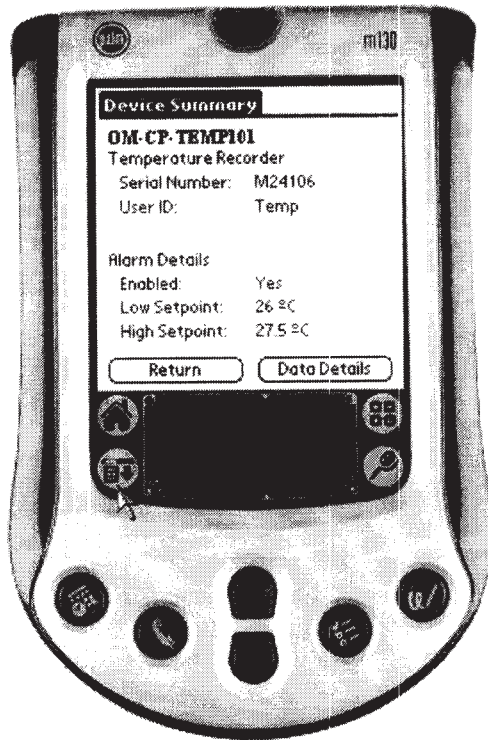 m130
Device Summary
OM-CP-TEMP101
Temperature Recorder
Serial Number: M24106
User ID: Temp
Alarm Details
Enabled: Yes
Low Setpoint: 26 ºC
High Setpoint: 27.5 ºC
Return Data Details